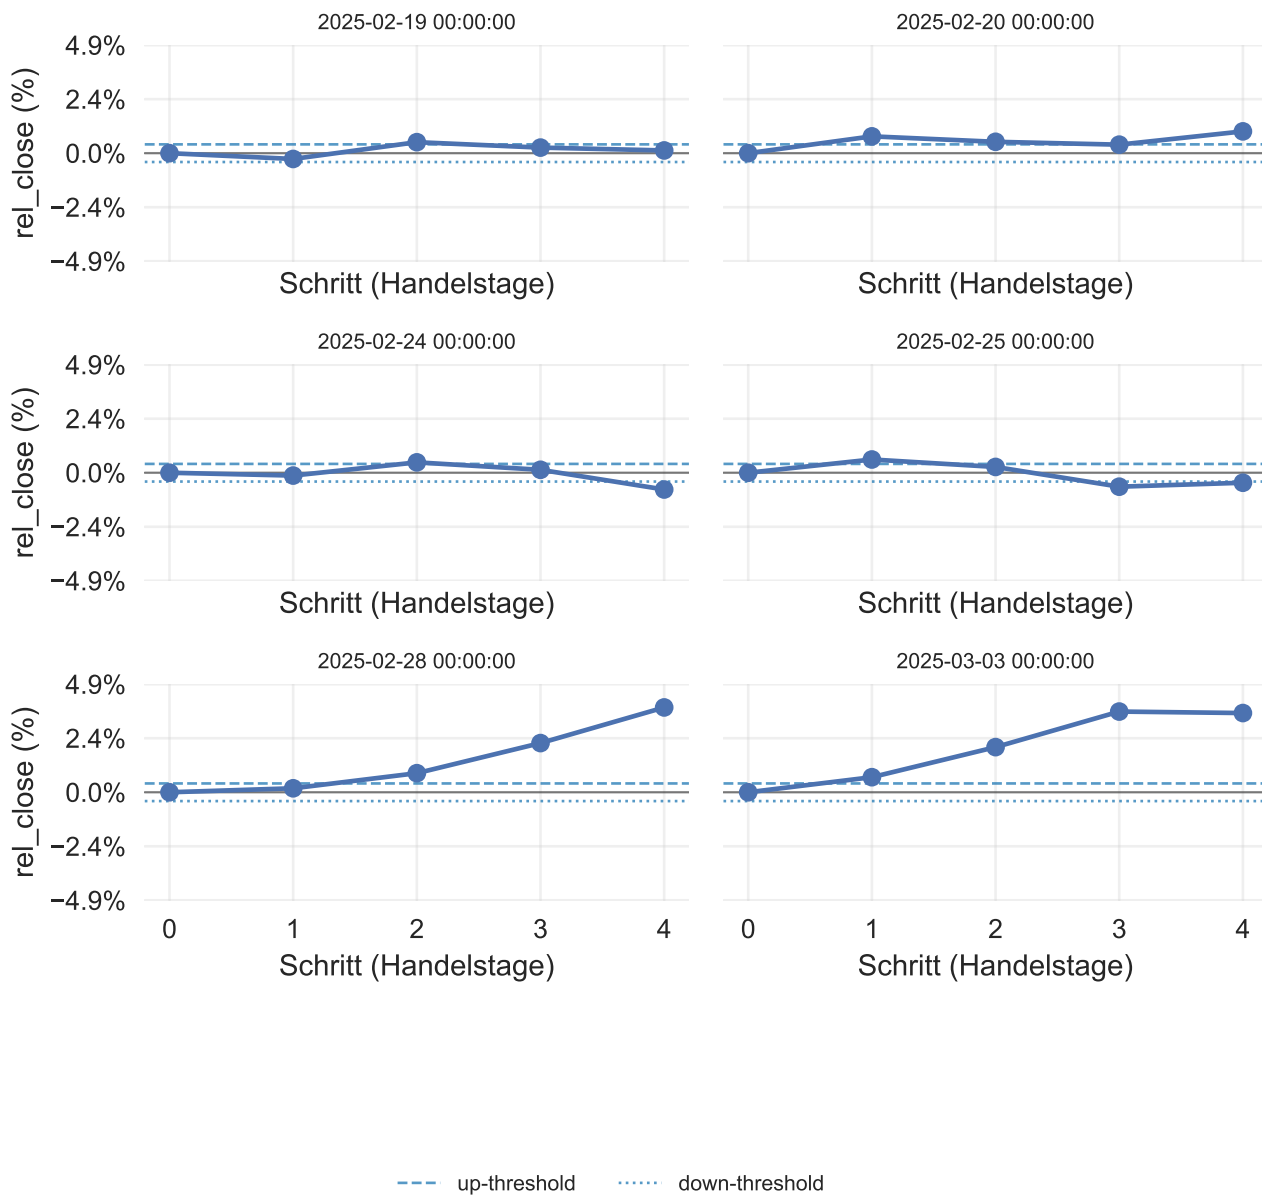 2025-02-19 00:00:00
2025-02-20 00:00:00
4.9%
2.4%
0.0%
−2.4%
−4.9%
rel_close (%)
Schritt (Handelstage)
Schritt (Handelstage)
2025-02-24 00:00:00
2025-02-25 00:00:00
4.9%
2.4%
0.0%
−2.4%
−4.9%
rel_close (%)
Schritt (Handelstage)
Schritt (Handelstage)
2025-02-28 00:00:00
2025-03-03 00:00:00
4.9%
2.4%
0.0%
−2.4%
−4.9%
rel_close (%)
0 1 2 3 4
0 1 2 3 4
Schritt (Handelstage)
Schritt (Handelstage)
up-threshold
down-threshold